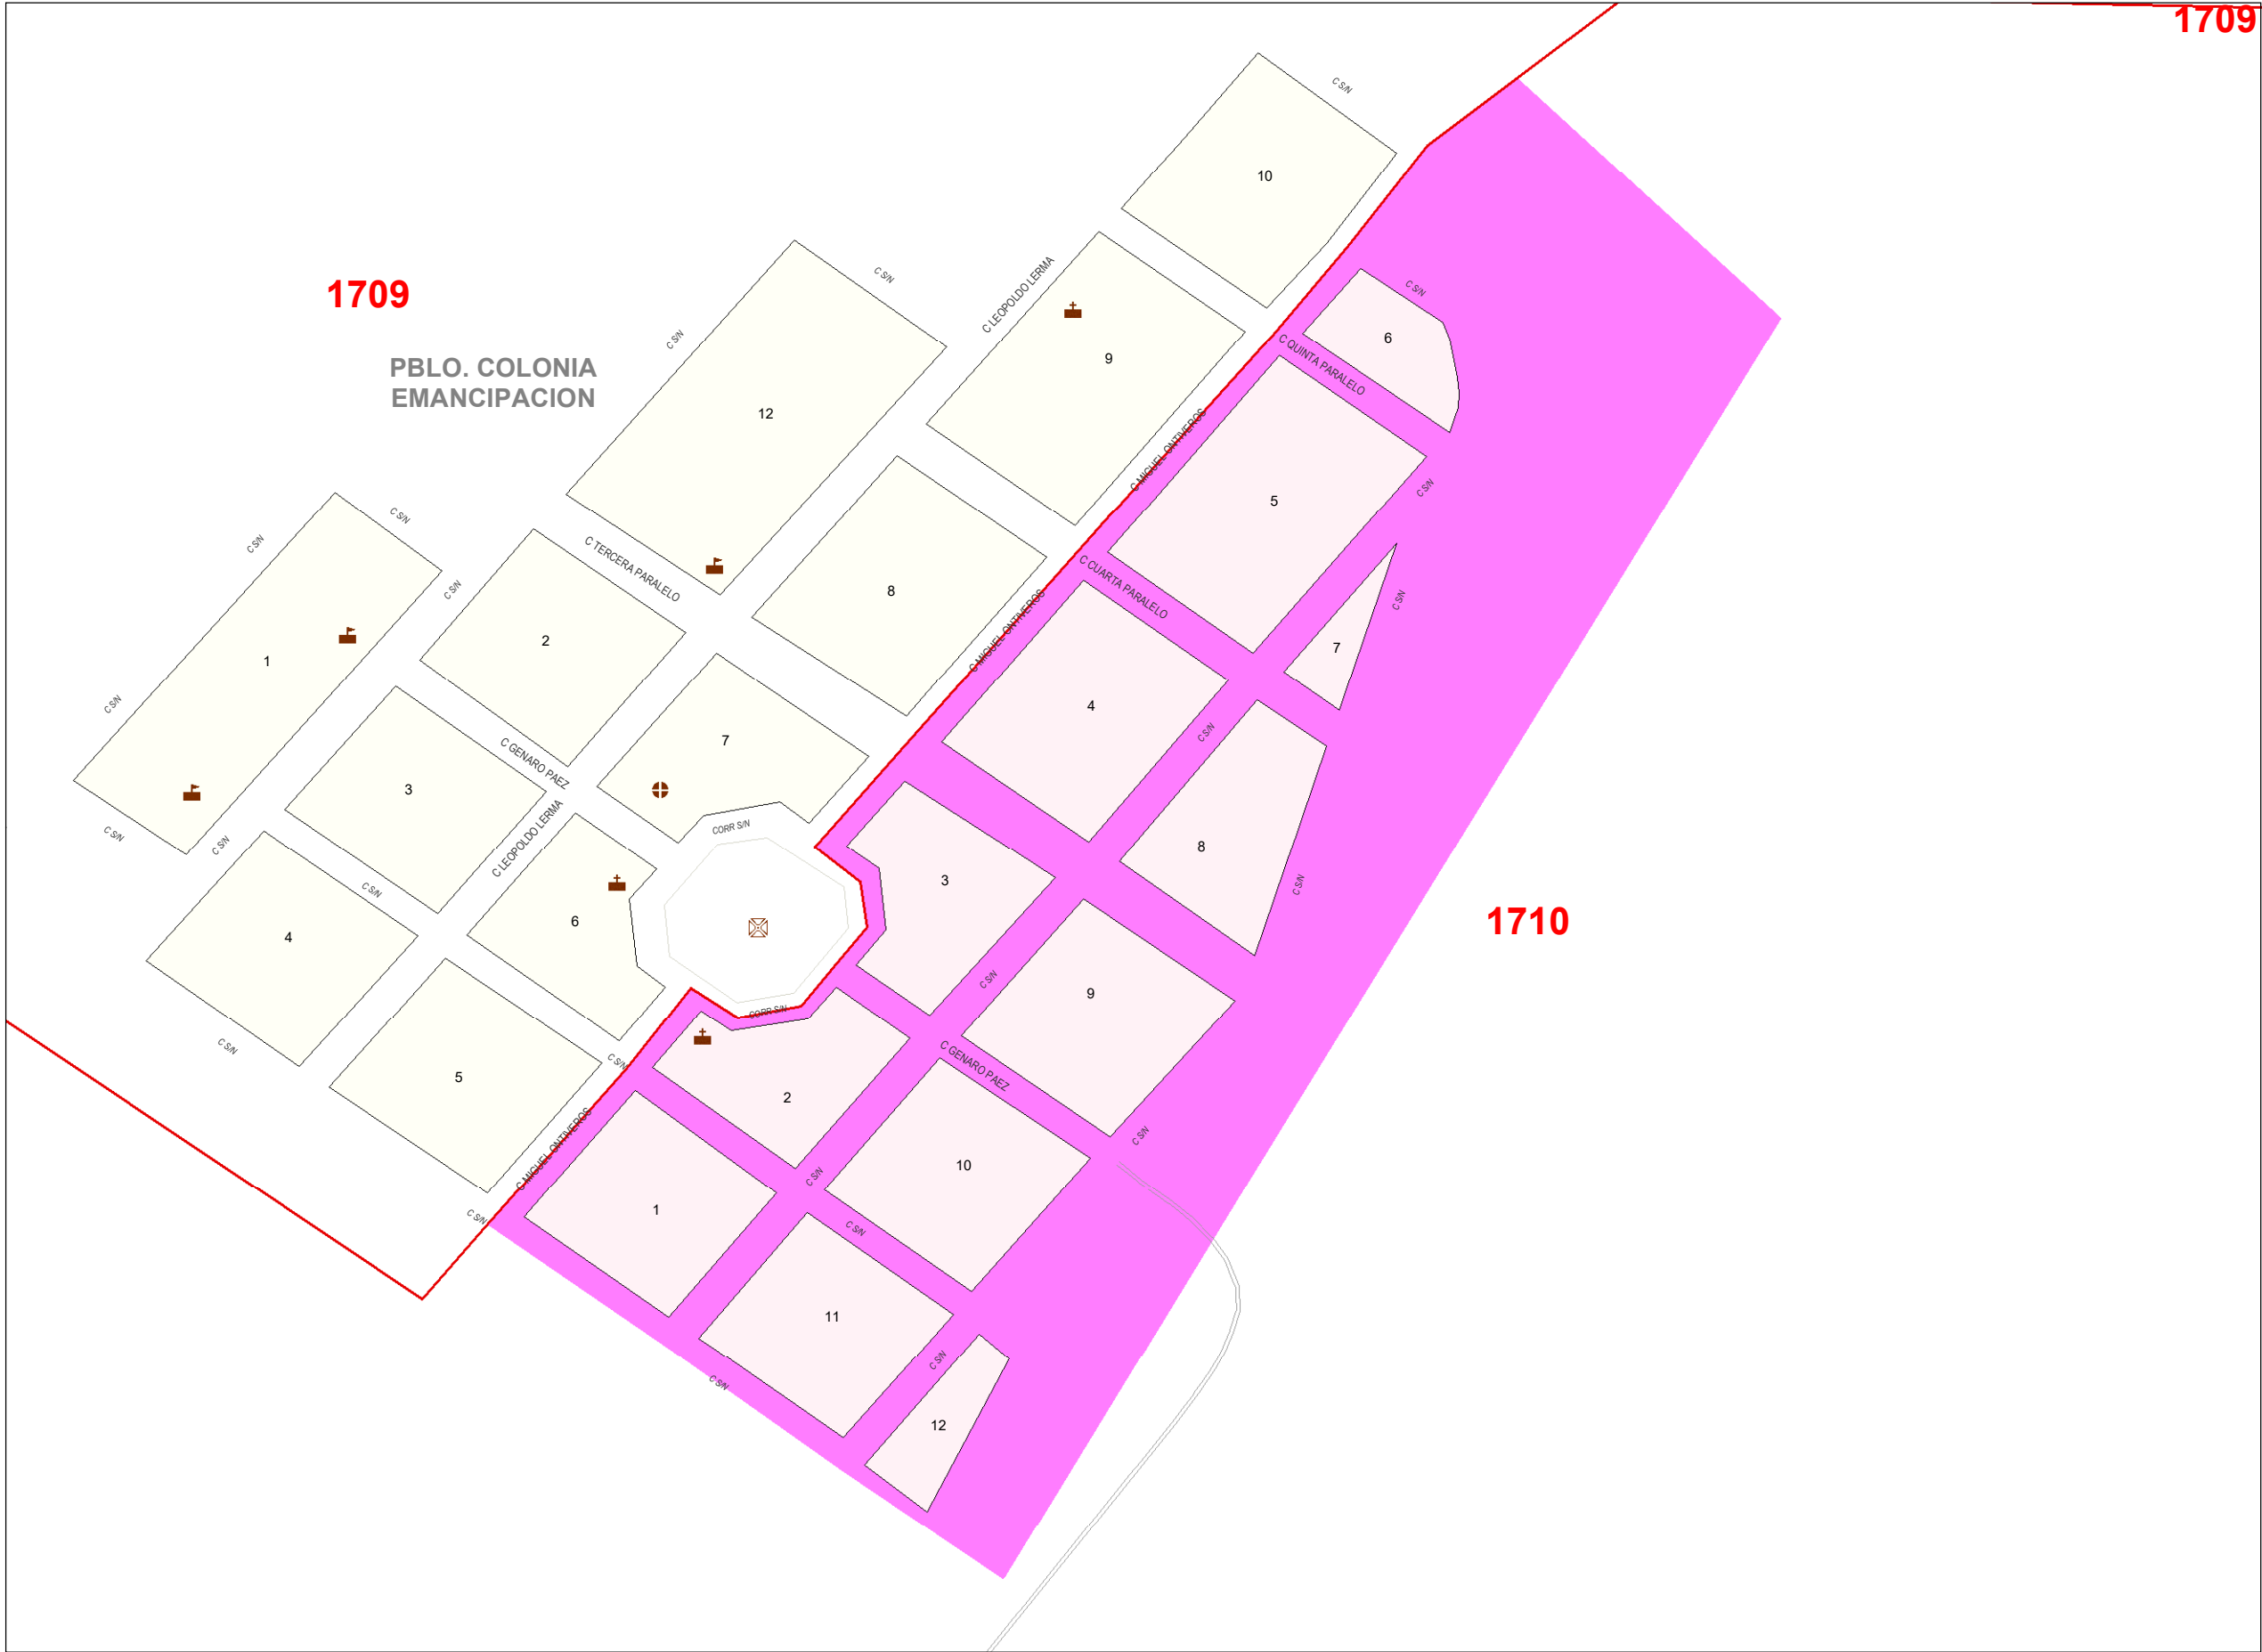 1709
C S/N
10
C LEOPOLDO LERMA
C S/N
C S/N
1709
C S/N
6
C QUINTA PARALELO
9
PBLO. COLONIA
EMANCIPACION
12
C MIGUEL ONTIVEROS
C S/N
5
C S/N
C S/N
C TERCERA PARALELO
C CUARTA PARALELO
C S/N
8
C S/N
C MIGUEL ONTIVEROS
2
7
1
C S/N
4
C S/N
7
C GENARO PAEZ
3
C LEOPOLDO LERMA
CORR S/N
C S/N
C S/N
8
3
C S/N
C S/N
6
1710
4
C S/N
9
CORR S/N
C S/N
C S/N
C GENARO PAEZ
5
2
C MIGUEL ONTIVEROS
C S/N
10
C S/N
1
C S/N
C S/N
11
C S/N
C S/N
12